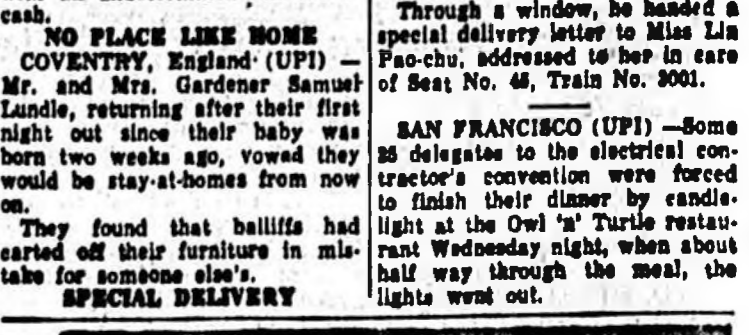 cash.
NO PLACE LIKE HOME
COVENTRY, England (UPI) —
Mr. and Mrs. Gardener Samuel
Lundle, returning after their first
night out since their baby was
born two weeks ago, vowed they
would be stay-at-homes from now
on.
They found that baliffs had
carted off their furniture in mis-
take for someone else's.
SPECIAL DELIVERY
Through a window, he handed a
special delivery letter to Miss Lin
Pao-chu, addressed to her in care
of Seat No. 45, Train No. 2001.
SAN FRANCISCO (UPI) —Some
25 delegates to the electrical con-
tractor's convention were forced
to finish their dinner by candle-
light at the Owl 'n' Turtle restau-
rant Wednesday night, when about
half way through the meal, the
lights went out.